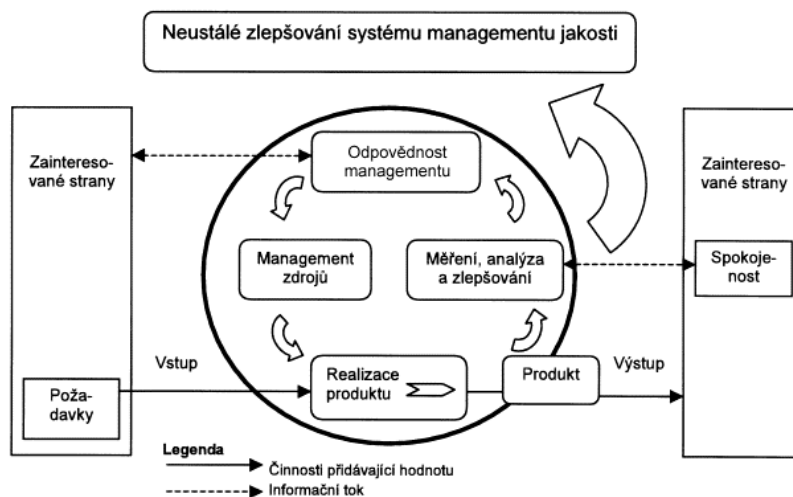 Neustálé zlepšování systému managementu jakosti
Zaintereso-
vané strany
Odpovědnost
managementu
Zaintereso-
vané strany
Management
zdrojů
Měření, analýza
a zlepšování
Spokoje-
nost
Vstup
Realizace
produktu
Produkt
Výstup
Poža-
davky
Legenda
Činnosti přidávající hodnotu
Informační tok